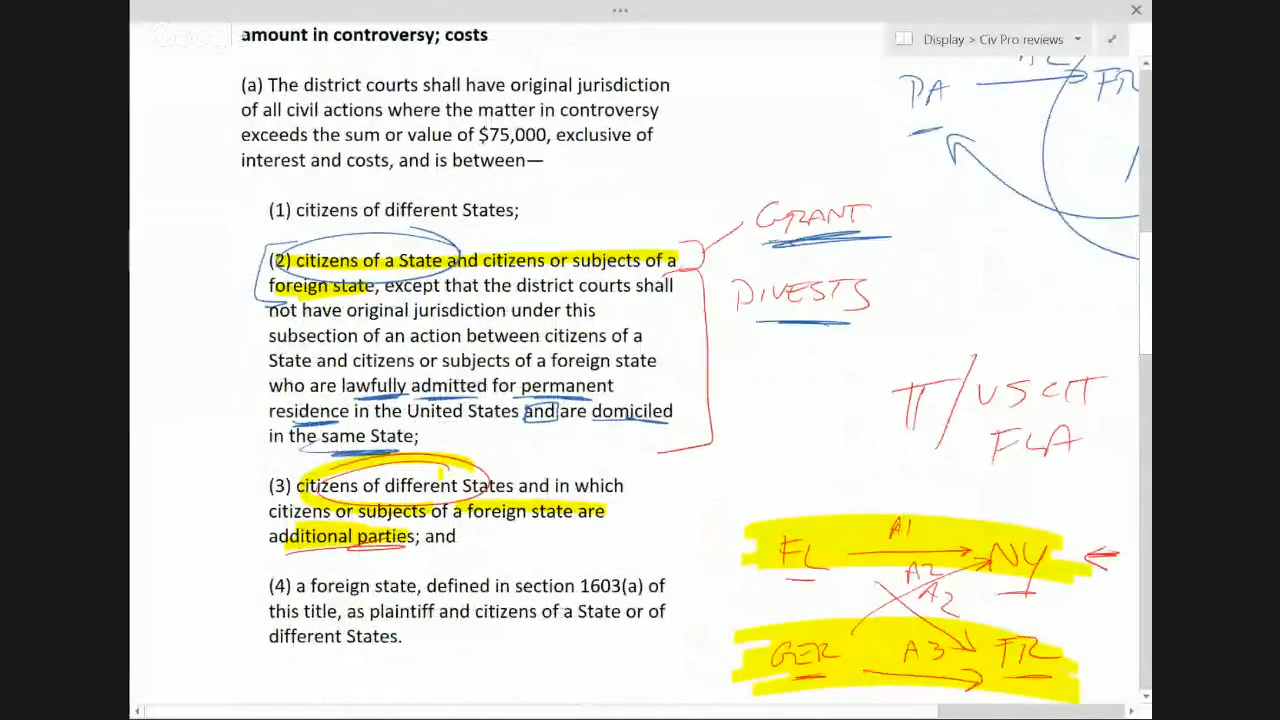 amount in controversy; costs
Display > Civ Pro reviews
(a) The district courts shall have original jurisdiction
of all civil actions where the matter in controversy
exceeds the sum or value of $75,000, exclusive of
interest and costs, and is between—
(1) citizens of different States;
(2) citizens of a State and citizens or subjects of a
foreign state, except that the district courts shall
not have original jurisdiction under this
subsection of an action between citizens of a
State and citizens or subjects of a foreign state
who are lawfully admitted for permanent
residence in the United States and are domiciled
in the same State;
(3) citizens of different States and in which
citizens or subjects of a foreign state are
additional parties; and
(4) a foreign state, defined in section 1603(a) of
this title, as plaintiff and citizens of a State or of
different States.
PA FR
GRANT
DIVESTS
π / US CIT
FLA
FL A1 NY
A2
A2
GER A3 FR